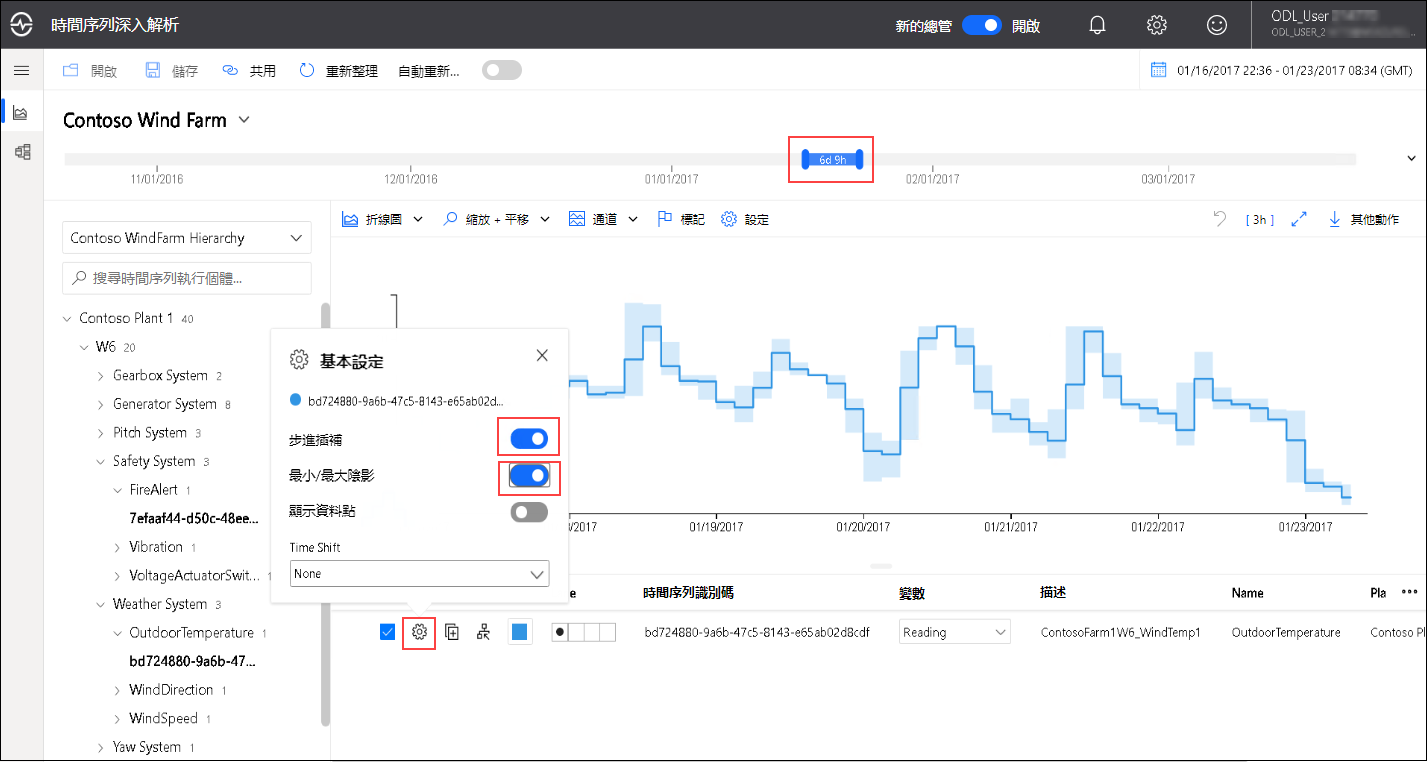 時間序列深入解析
新的總管 開啟
ODL_User
ODL_USER_2
開啟 儲存 共用 重新整理 自動重新...
01/16/2017 22:36 - 01/23/2017 08:34 (GMT)
Contoso Wind Farm
6d 9h
11/01/2016 12/01/2016 01/01/2017 02/01/2017 03/01/2017
Contoso WindFarm Hierarchy
搜尋時間序列執行個體...
Contoso Plant 1 40
W6 20
Gearbox System 2
Generator System 8
Pitch System 3
Safety System 3
FireAlert 1
7efaaf44-d50c-48ee...
Vibration 1
VoltageActuatorSwit... 1
Weather System 3
OutdoorTemperature 1
bd724880-9a6b-47...
WindDirection 1
WindSpeed 1
Yaw System 1
折線圖 縮放 + 平移 通道 標記 設定
[ 3h ] 其他動作
基本設定
bd724880-9a6b-47c5-8143-e65ab02d...
步進插補
最小/最大陰影
顯示資料點
Time Shift
None
/2017 01/19/2017 01/20/2017 01/21/2017 01/22/2017 01/23/2017
e 時間序列識別碼 變數 描述 Name Pla
bd724880-9a6b-47c5-8143-e65ab02d8cdf Reading ContosoFarm1W6_WindTemp1 OutdoorTemperature Contoso Pl